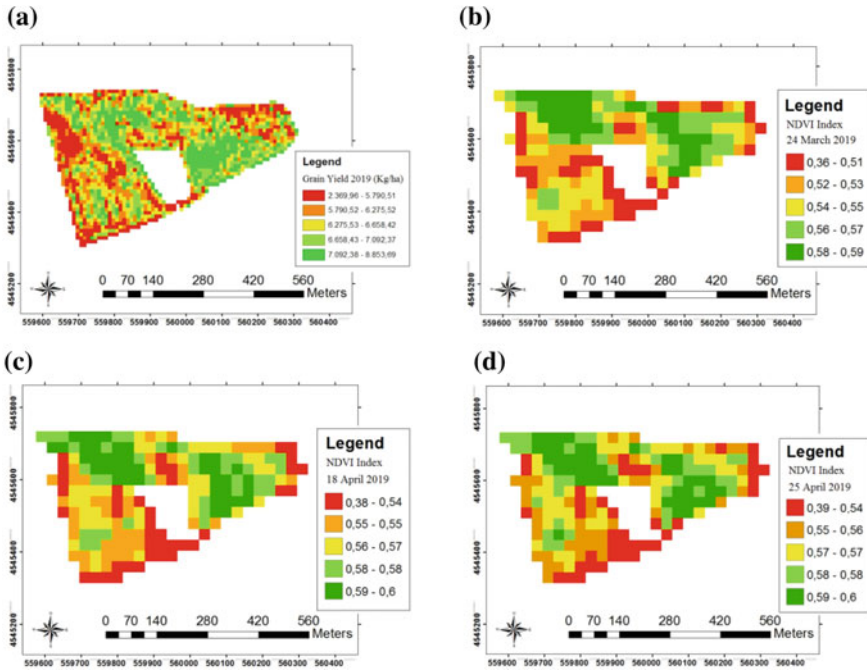 (a)
4545800
4545600
4545400
4545200
Legend
Grain Yield 2019 (Kg/ha)
2.369,96 - 5.790,51
5.790,52 - 6.275,52
6.275,53 - 6.658,42
6.658,43 - 7.092,37
7.092,38 - 8.853,69
0 70 140 280 420 560
Meters
559600 559700 559800 559900 560000 560100 560200 560300 560400
(b)
4545800
4545600
4545400
4545200
Legend
NDVI Index
24 March 2019
0,36 - 0,51
0,52 - 0,53
0,54 - 0,55
0,56 - 0,57
0,58 - 0,59
0 70 140 280 420 560
Meters
559600 559700 559800 559900 560000 560100 560200 560300 560400
(c)
4545800
4545600
4545400
4545200
Legend
NDVI Index
18 April 2019
0,38 - 0,54
0,55 - 0,55
0,56 - 0,57
0,58 - 0,58
0,59 - 0,6
0 70 140 280 420 560
Meters
559600 559700 559800 559900 560000 560100 560200 560300 560400
(d)
4545800
4545600
4545400
4545200
Legend
NDVI Index
25 April 2019
0,39 - 0,54
0,55 - 0,56
0,57 - 0,57
0,58 - 0,58
0,59 - 0,6
0 70 140 280 420 560
Meters
559600 559700 559800 559900 560000 560100 560200 560300 560400